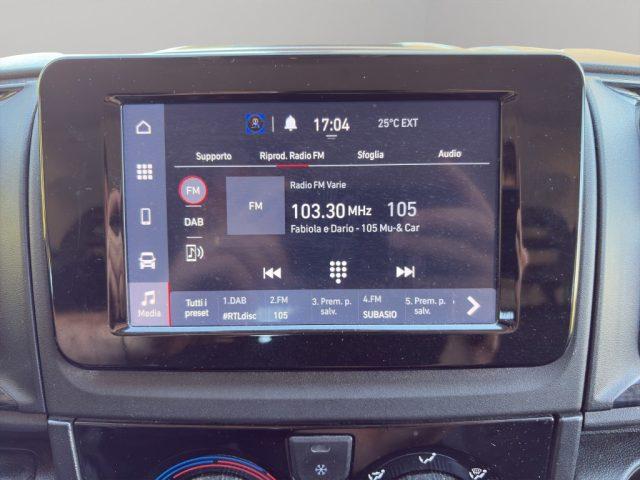 17:04 25°C EXT
Supporto Riprod. Radio FM Sfoglia Audio
FM
Radio FM Varie
FM
103.30 MHz 105
DAB
Fabiola e Dario - 105 Mu-& Car
Media
Tutti i preset
1.DAB
#RTLdisc
2.FM
105
3. Prem. p. salv.
4.FM
SUBASIO
5. Prem. p. salv.